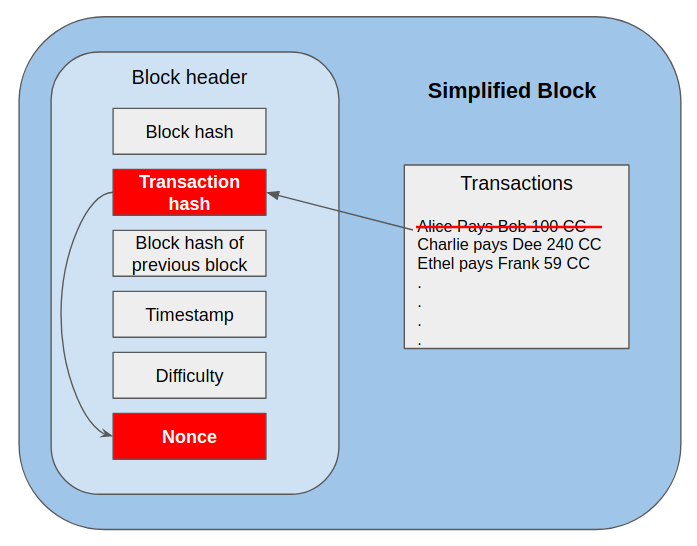 Block header
Block hash
Transaction
hash
Block hash of
previous block
Timestamp
Difficulty
Nonce
Simplified Block
Transactions
Alice Pays Bob 100 CC
Charlie pays Dee 240 CC
Ethel pays Frank 59 CC
.
.
.
.